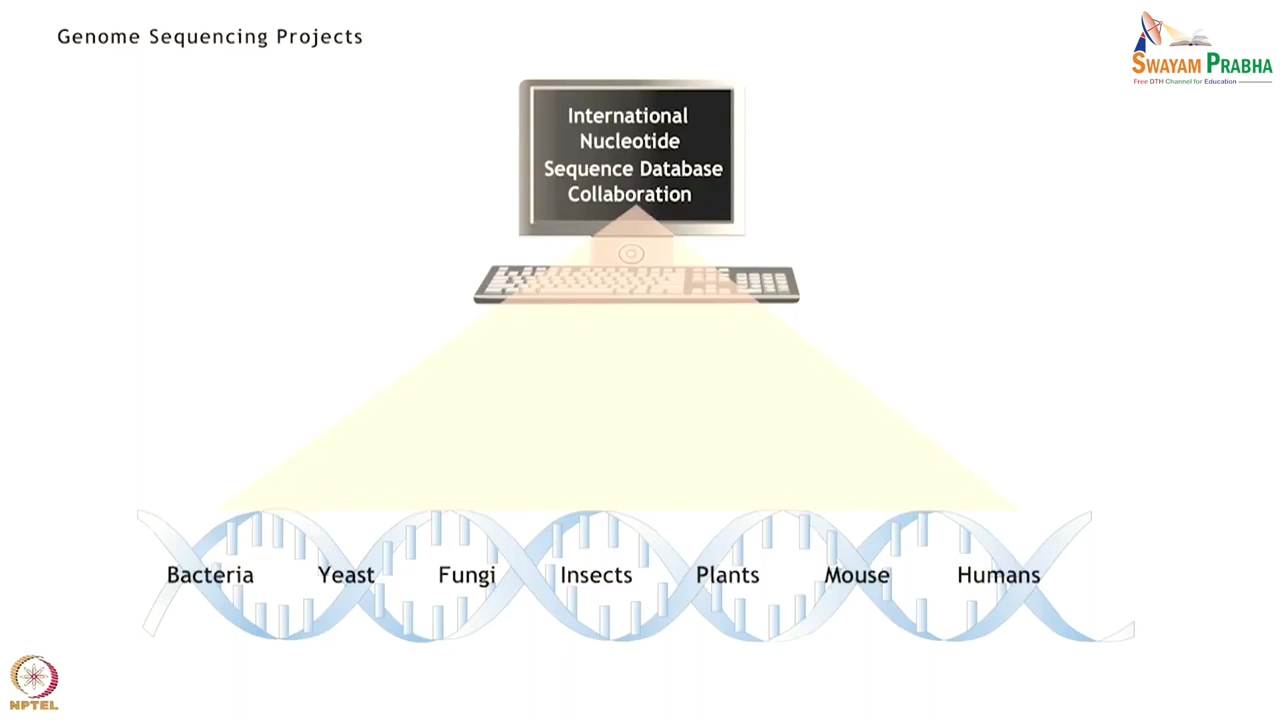 Genome Sequencing Projects
SWAYAM PRABHA
Free DTH Channel for Education
International
Nucleotide
Sequence Database
Collaboration
Bacteria Yeast Fungi Insects Plants Mouse Humans
NPTEL